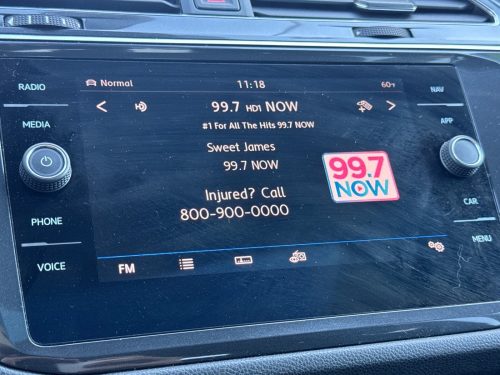 RADIO
MEDIA
PHONE
VOICE
Normal
11:18
60°F
99.7 HD1 NOW
#1 For All The Hits 99.7 NOW
Sweet James
99.7 NOW
Injured? Call
800-900-0000
99.7
NOW
FM
NAV
APP
CAR
MENU